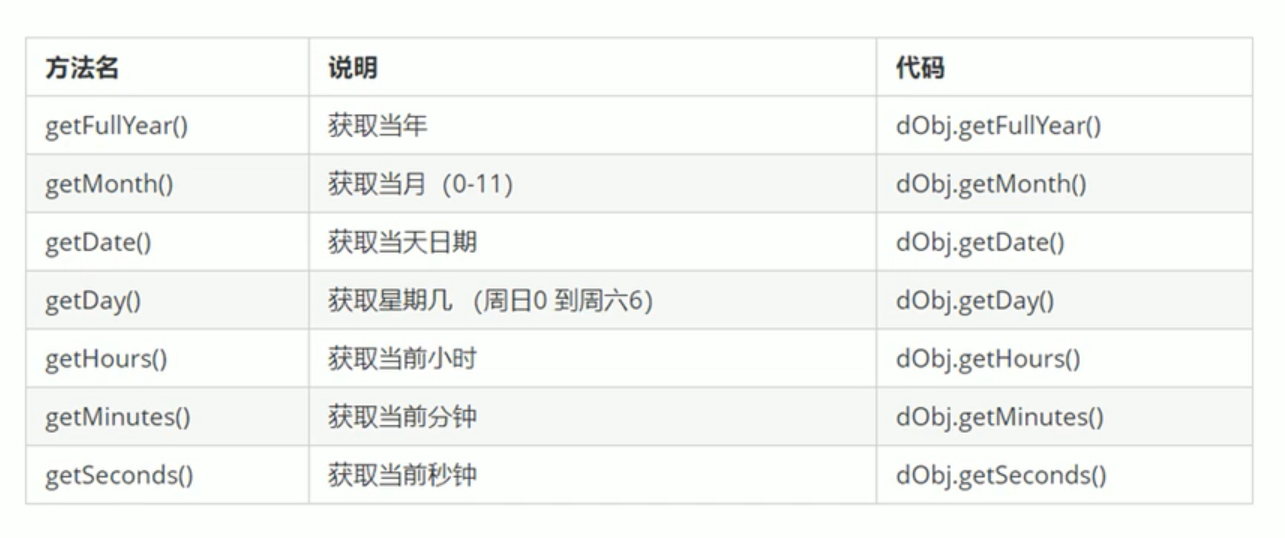 方法名 说明 代码
getFullYear() 获取当年 dObj.getFullYear()
getMonth() 获取当月（0-11） dObj.getMonth()
getDate() 获取当天日期 dObj.getDate()
getDay() 获取星期几 （周日0 到周六6） dObj.getDay()
getHours() 获取当前小时 dObj.getHours()
getMinutes() 获取当前分钟 dObj.getMinutes()
getSeconds() 获取当前秒钟 dObj.getSeconds()